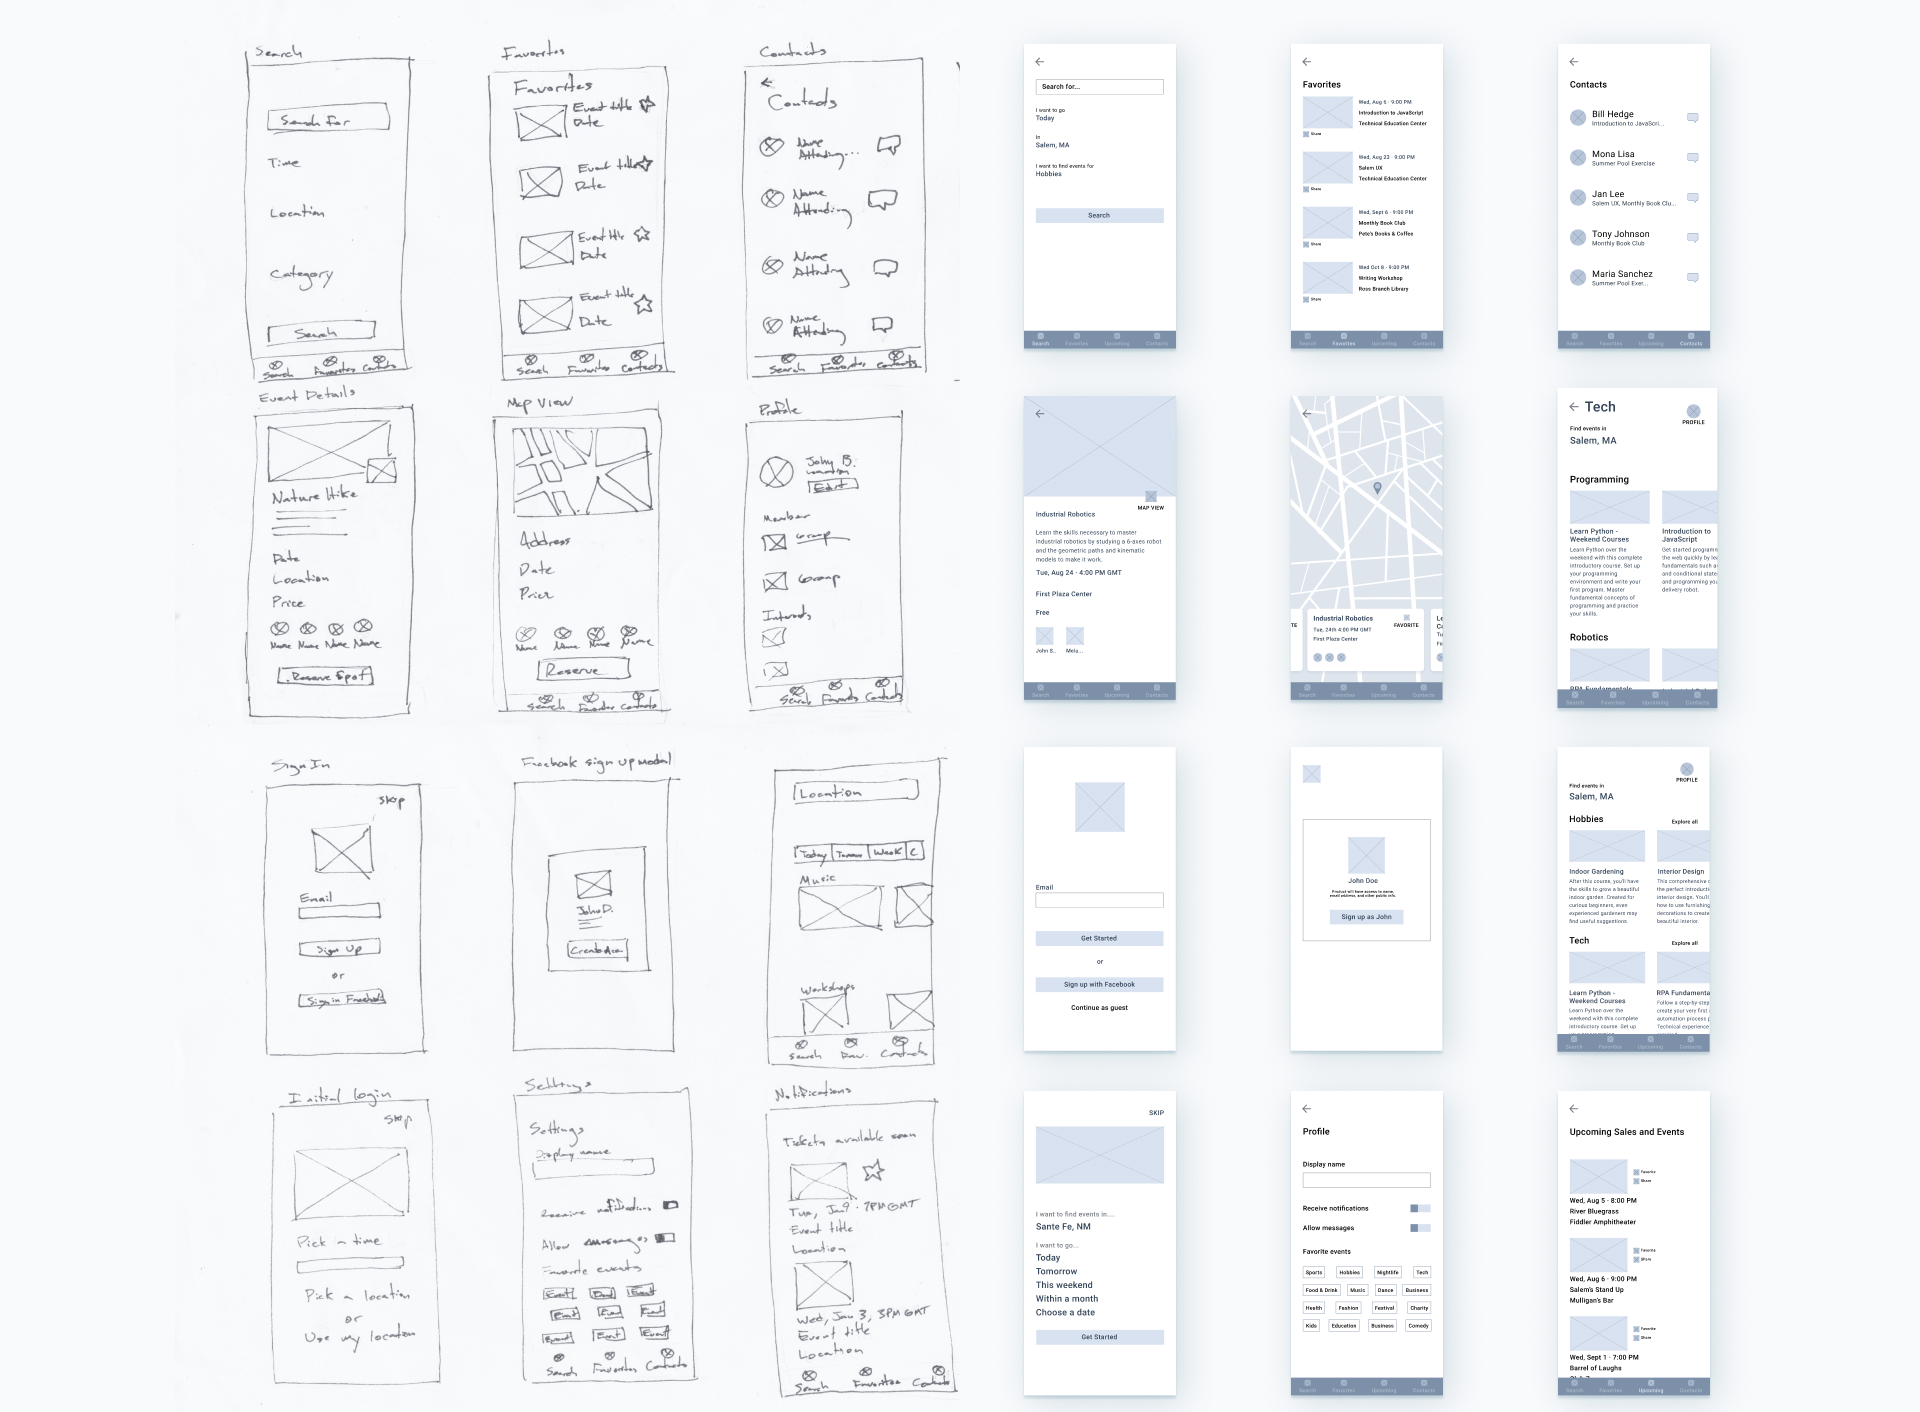 Search
Search for
Time
Location
Category
Search
Search
Favorites
Contacts
Favorites
Favorites
Event title
Date
Event title
Date
Event title
Date
Event title
Date
Search
Favorites
Contacts
Contacts
Contacts
Name
Attending...
Name
Attending
Name
Attending
Name
Attending
Search
Favorites
Contacts
Search for...
I want to go
Today
in
Salem, MA
I want to find events for
Hobbies
Search
Search
Favorites
Upcoming
Contacts
Favorites
Wed, Aug 6 - 9:00 PM
Introduction to JavaScript
Technical Education Center
Share
Wed, Aug 23 - 9:00 PM
Salem UX
Technical Education Center
Share
Wed, Sept 6 - 9:00 PM
Monthly Book Club
Pete's Books & Coffee
Share
Wed Oct 8 - 9:00 PM
Writing Workshop
Ross Branch Library
Share
Search
Favorites
Upcoming
Contacts
Contacts
Bill Hedge
Introduction to JavaScri...
Mona Lisa
Summer Pool Exercise
Jan Lee
Salem UX, Monthly Book Clu...
Tony Johnson
Monthly Book Club
Maria Sanchez
Summer Pool Exer...
Search
Favorites
Upcoming
Contacts
Event Details
Nature Hike
Date
Location
Price
Name Name Name Name
Reserve Spot
Map View
Address
Date
Price
Name Name Name Name
Reserve
Search
Favorites
Contacts
Profile
John B.
Edit
Member
Group
Group
Interests
Search
Favorites
Contacts
MAP VIEW
Industrial Robotics
Learn the skills necessary to master
industrial robotics by studying a 6-axes robot
and the geometric paths and kinematic
models to make it work.
Tue, Aug 24 - 4:00 PM GMT
First Plaza Center
Free
John S..
Mela...
Search
Favorites
Upcoming
Contacts
TE
Industrial Robotics
Tue, 24th 4:00 PM GMT
First Plaza Center
FAVORITE
Le
Co
Tu
Fi
Search
Favorites
Upcoming
Contacts
Tech
PROFILE
Find events in
Salem, MA
Programming
Learn Python -
Weekend Courses
Learn Python over the
weekend with this complete
introductory course. Set up
your programming
environment and write your
first program. Master
fundamental concepts of
programming and practice
your skills.
Introduction to
JavaScript
Get started programm
the web quickly by lea
fundamentals such a
and conditional state
and programming you
delivery robot.
Robotics
RPA Fundamentals
Search
Favorites
Upcoming
Contacts
Sign In
Skip
Email
Sign Up
or
Sign in Facebook
Facebook sign up modal
John D.
Location
Today
Week
Music
Workshops
Search
Fav.
Contacts
Email
Get Started
or
Sign up with Facebook
Continue as guest
John Doe
Product will have access to name,
email address, and other public info.
Sign up as John
PROFILE
Find events in
Salem, MA
Hobbies
Explore all
Indoor Gardening
After this course, you'll have
the skills to grow a beautiful
indoor garden. Created for
curious beginners, even
experienced gardeners may
find useful suggestions.
Interior Design
This comprehensive c
the perfect introducti
interior design. You'll
how to use furnishing
decorations to create
beautiful interior.
Tech
Explore all
Learn Python -
Weekend Courses
Learn Python over the
weekend with this complete
introductory course. Set up
RPA Fundamenta
Follow a step-by-step
create your very first
automation process p
Technical experience
Search
Favorites
Upcoming
Contacts
Initial login
Skip
Pick a time
Pick a location
or
Use my location
Settings
Settings
Display name
Receive notifications
Allow messages
Favorite events
Event Event Event
Event Event Event
Event Event Event
Search
Favorites
Contacts
Notifications
Tickets available soon
Tue, Jan 9 - 7PM GMT
Event title
Location
Wed, Jan 3, 3PM GMT
Event title
Location
Search
Favorites
Contacts
SKIP
I want to find events in....
Sante Fe, NM
I want to go...
Today
Tomorrow
This weekend
Within a month
Choose a date
Get Started
Profile
Display name
Receive notifications
Allow messages
Favorite events
Sports Hobbies Nightlife Tech
Food & Drink Music Dance Business
Health Fashion Festival Charity
Kids Education Business Comedy
Search
Favorites
Upcoming
Contacts
Upcoming Sales and Events
Favorite
Share
Wed, Aug 5 - 8:00 PM
River Bluegrass
Fiddler Amphitheater
Favorite
Share
Wed, Aug 6 - 9:00 PM
Salem's Stand Up
Mulligan's Bar
Favorite
Share
Wed, Sept 1 - 7:00 PM
Barrel of Laughs
Search
Favorites
Upcoming
Contacts